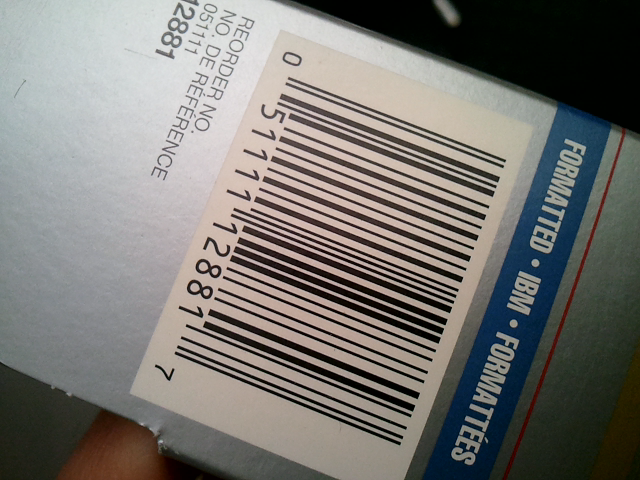 REORDER NO.
NO. DE RÉFÉRENCE
05111
12881
0 51111 12881 7
FORMATTED • IBM • FORMATTÉES